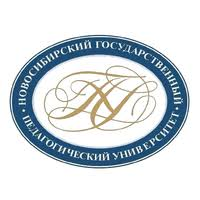 НОВОСИБИРСКИЙ ГОСУДАРСТВЕННЫЙ
ПЕДАГОГИЧЕСКИЙ УНИВЕРСИТЕТ